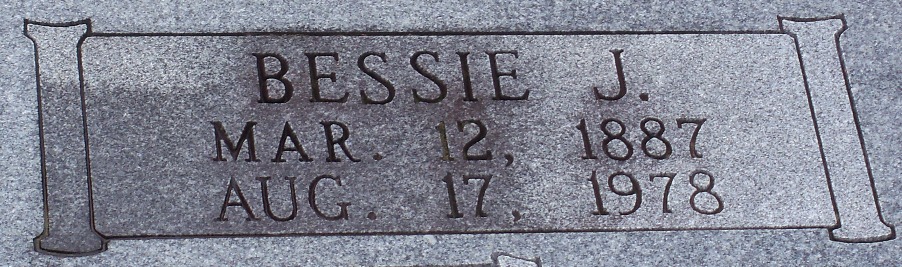 BESSIE J.
MAR. 12, 1887
AUG. 17, 1978